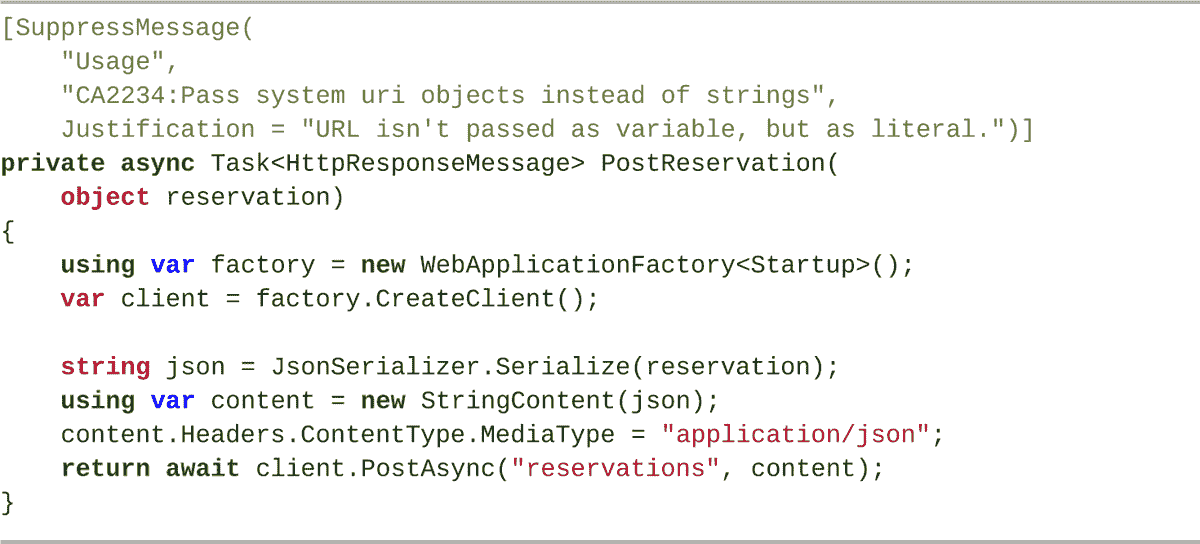 [SuppressMessage(
    "Usage",
    "CA2234:Pass system uri objects instead of strings",
    Justification = "URL isn't passed as variable, but as literal.")]
private async Task<HttpResponseMessage> PostReservation(
    object reservation)
{
    using var factory = new WebApplicationFactory<Startup>();
    var client = factory.CreateClient();

    string json = JsonSerializer.Serialize(reservation);
    using var content = new StringContent(json);
    content.Headers.ContentType.MediaType = "application/json";
    return await client.PostAsync("reservations", content);
}